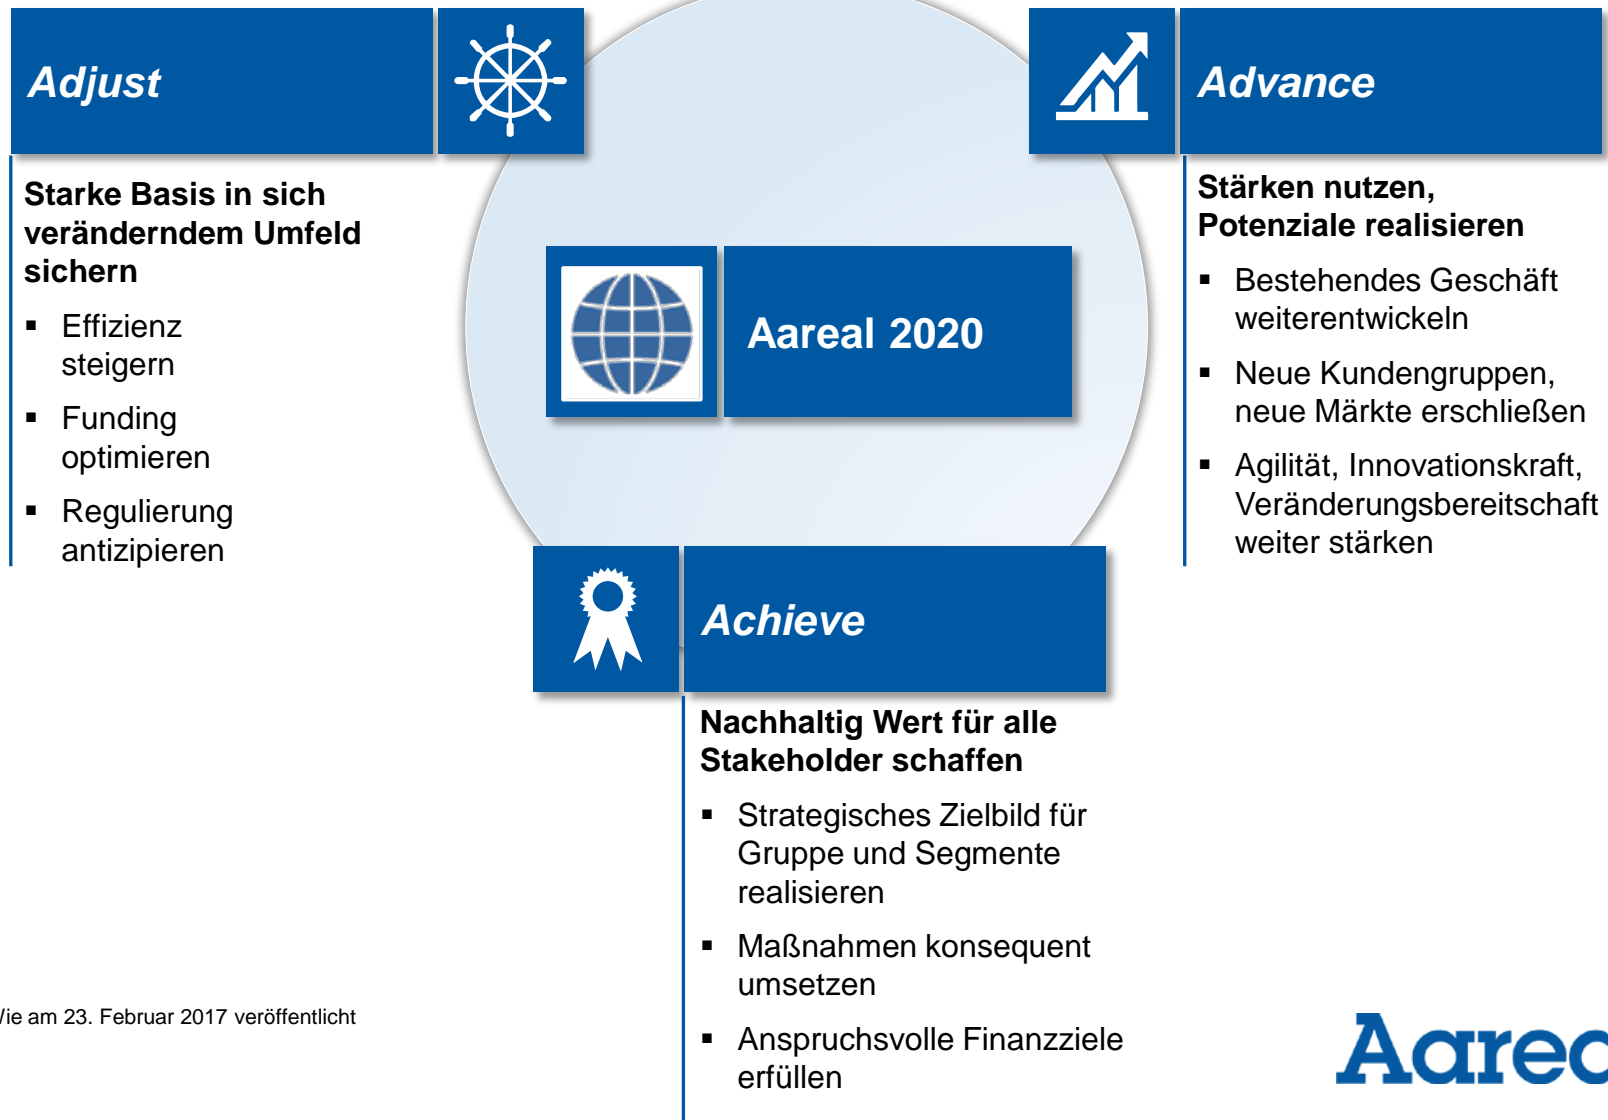 Adjust
Starke Basis in sich
veränderndem Umfeld
sichern
▪ Effizienz
steigern
▪ Funding
optimieren
▪ Regulierung
antizipieren
Aareal 2020
Advance
Stärken nutzen,
Potenziale realisieren
▪ Bestehendes Geschäft
weiterentwickeln
▪ Neue Kundengruppen,
neue Märkte erschließen
▪ Agilität, Innovationskraft,
Veränderungsbereitschaft
weiter stärken
Achieve
Nachhaltig Wert für alle
Stakeholder schaffen
▪ Strategisches Zielbild für
Gruppe und Segmente
realisieren
▪ Maßnahmen konsequent
umsetzen
▪ Anspruchsvolle Finanzziele
erfüllen
am 23. Februar 2017 veröffentlicht